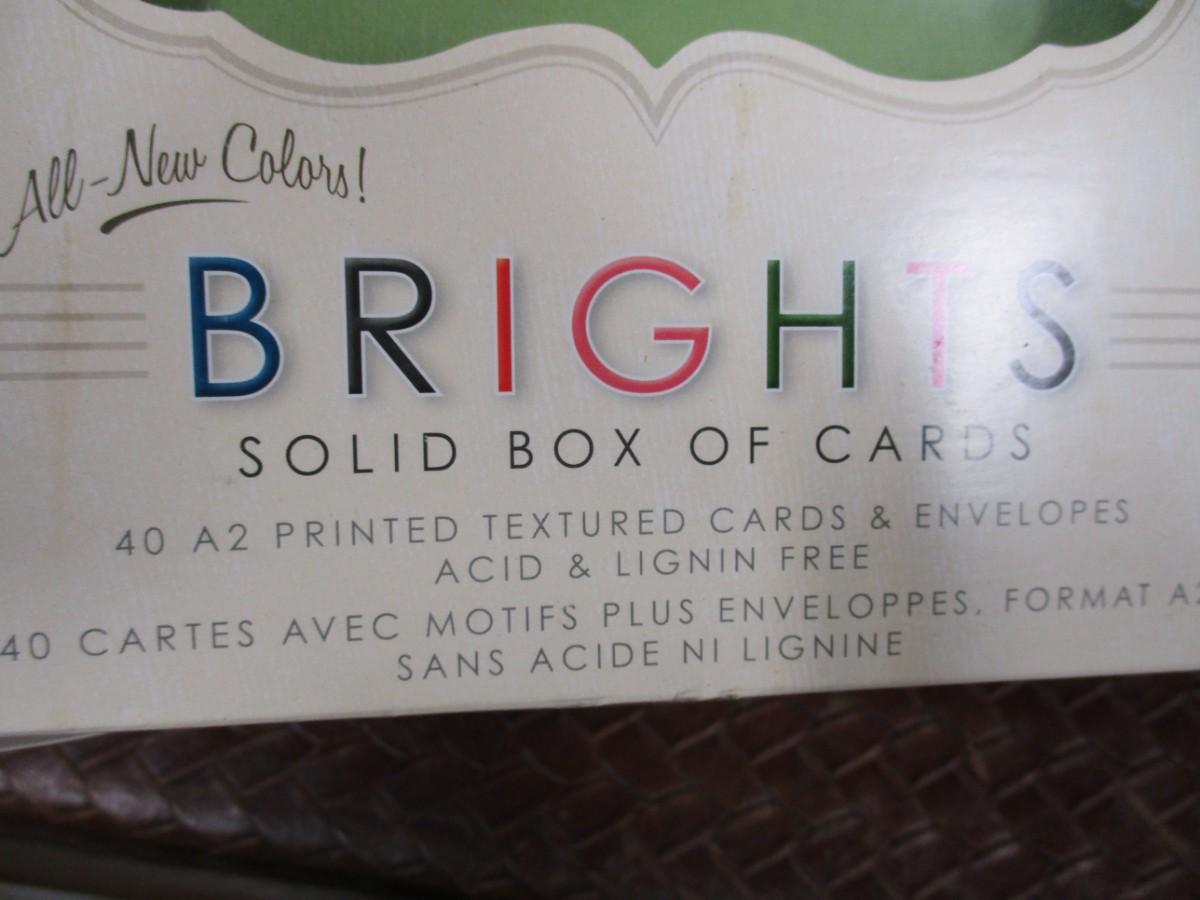 All-New Colors!
BRIGHTS
SOLID BOX OF CARDS
40 A2 PRINTED TEXTURED CARDS & ENVELOPES
ACID & LIGNIN FREE
40 CARTES AVEC MOTIFS PLUS ENVELOPPES, FORMAT A2
SANS ACIDE NI LIGNINE